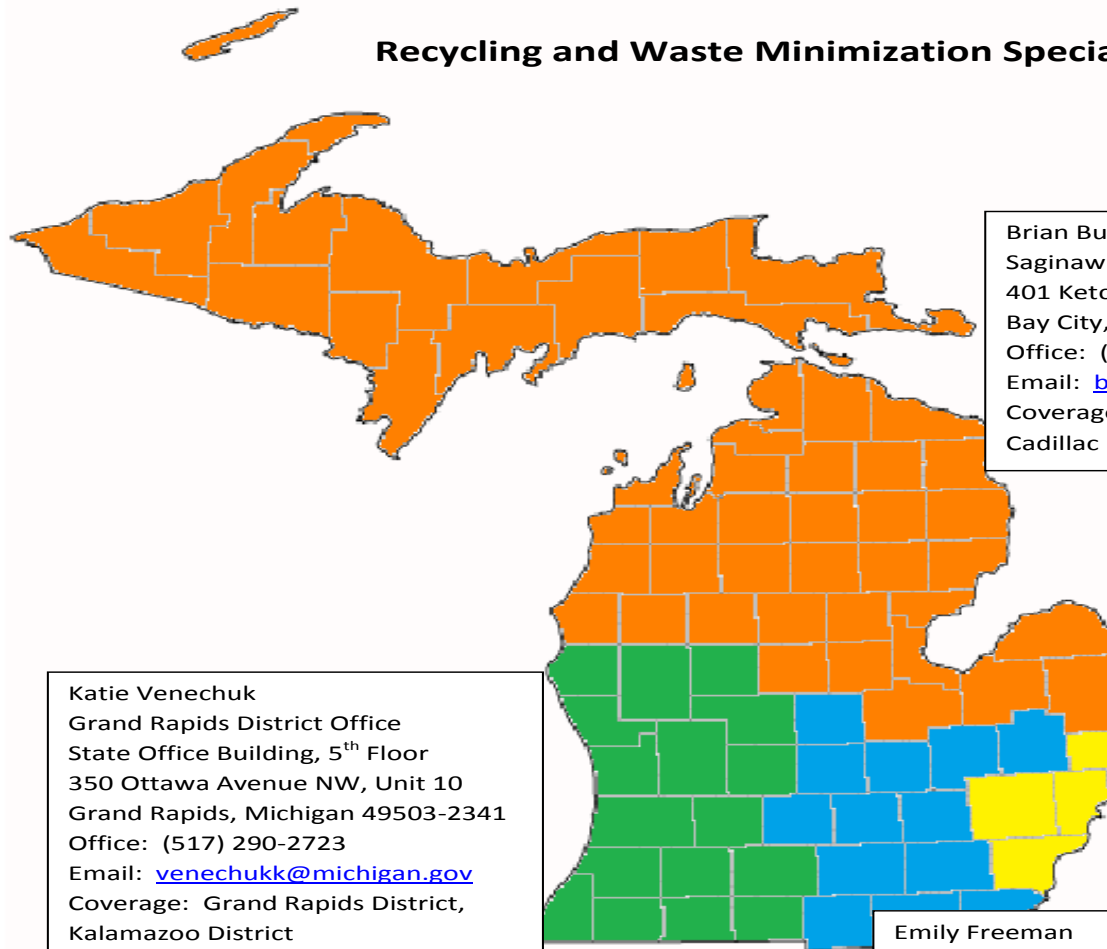 Recycling and Waste Minimization Specia
Brian Bu
Saginaw
401 Ketc
Bay City,
Office: (
Email: b
Coverage
Cadillac
Katie Venechuk
Grand Rapids District Office
State Office Building, 5th Floor
350 Ottawa Avenue NW, Unit 10
Grand Rapids, Michigan 49503-2341
Office: (517) 290-2723
Email: venechukk@michigan.gov
Coverage: Grand Rapids District,
Kalamazoo District
Emily Freeman